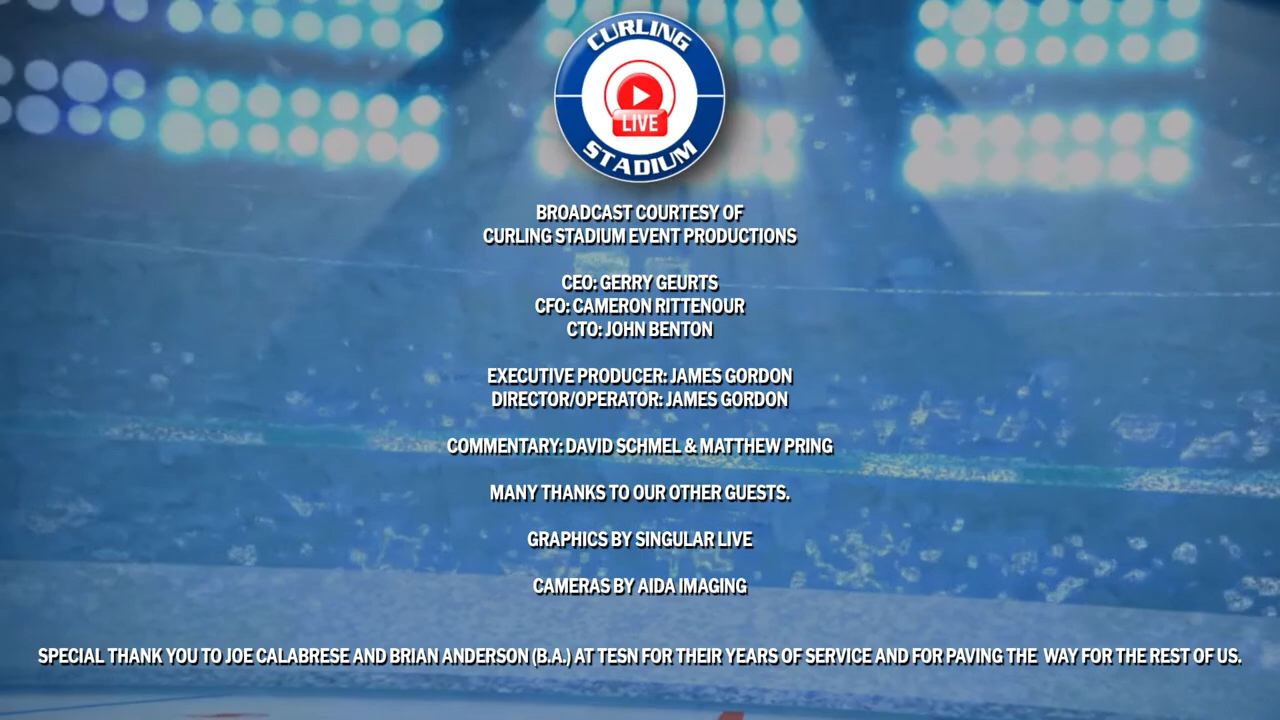 CURLING
LIVE
STADIUM
BROADCAST COURTESY OF
CURLING STADIUM EVENT PRODUCTIONS
CEO: GERRY GEURTS
CFO: CAMERON RITTENOUR
CTO: JOHN BENTON
EXECUTIVE PRODUCER: JAMES GORDON
DIRECTOR/OPERATOR: JAMES GORDON
COMMENTARY: DAVID SCHMEL & MATTHEW PRING
MANY THANKS TO OUR OTHER GUESTS.
GRAPHICS BY SINGULAR LIVE
CAMERAS BY AIDA IMAGING
SPECIAL THANK YOU TO JOE CALABRESE AND BRIAN ANDERSON (B.A.) AT TESN FOR THEIR YEARS OF SERVICE AND FOR PAVING THE WAY FOR THE REST OF US.